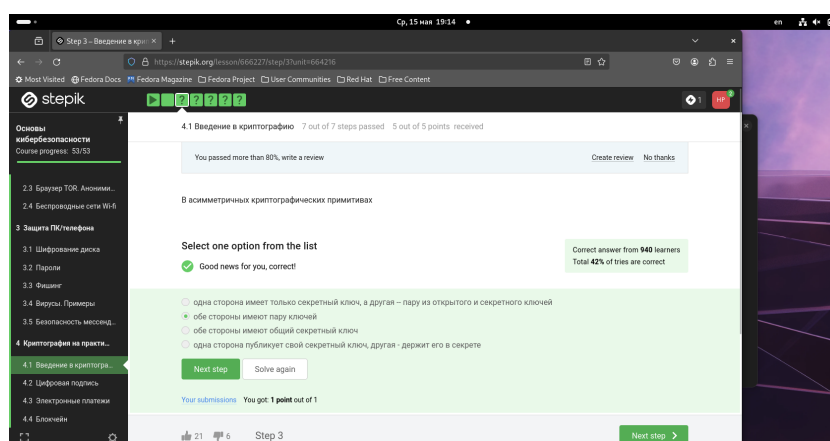 Ср, 15 мая 19:14
en
Step 3 – Введение в крип
https://stepik.org/lesson/666227/step/3?unit=664216
Most Visited Fedora Docs Fedora Magazine Fedora Project User Communities Red Hat Free Content
stepik
1 HP
Основы
кибербезопасности
Course progress: 53/53
4.1 Введение в криптографию 7 out of 7 steps passed 5 out of 5 points received
You passed more than 80%, write a review Create review No thanks
2.3 Браузер TOR. Аноними...
2.4 Беспроводные сети Wi-fi
3 Защита ПК/телефона
3.1 Шифрование диска
3.2 Пароли
3.3 Фишинг
3.4 Вирусы. Примеры
3.5 Безопасность мессенд...
4 Криптография на практи...
4.1 Введение в криптогра...
4.2 Цифровая подпись
4.3 Электронные платежи
4.4 Блокчейн
В асимметричных криптографических примитивах
Select one option from the list
Good news for you, correct!
Correct answer from 940 learners
Total 42% of tries are correct
одна сторона имеет только секретный ключ, а другая – пару из открытого и секретного ключей
обе стороны имеют пару ключей
обе стороны имеют общий секретный ключ
одна сторона публикует свой секретный ключ, другая - держит его в секрете
Next step Solve again
Your submissions You got: 1 point out of 1
21 6 Step 3 Next step